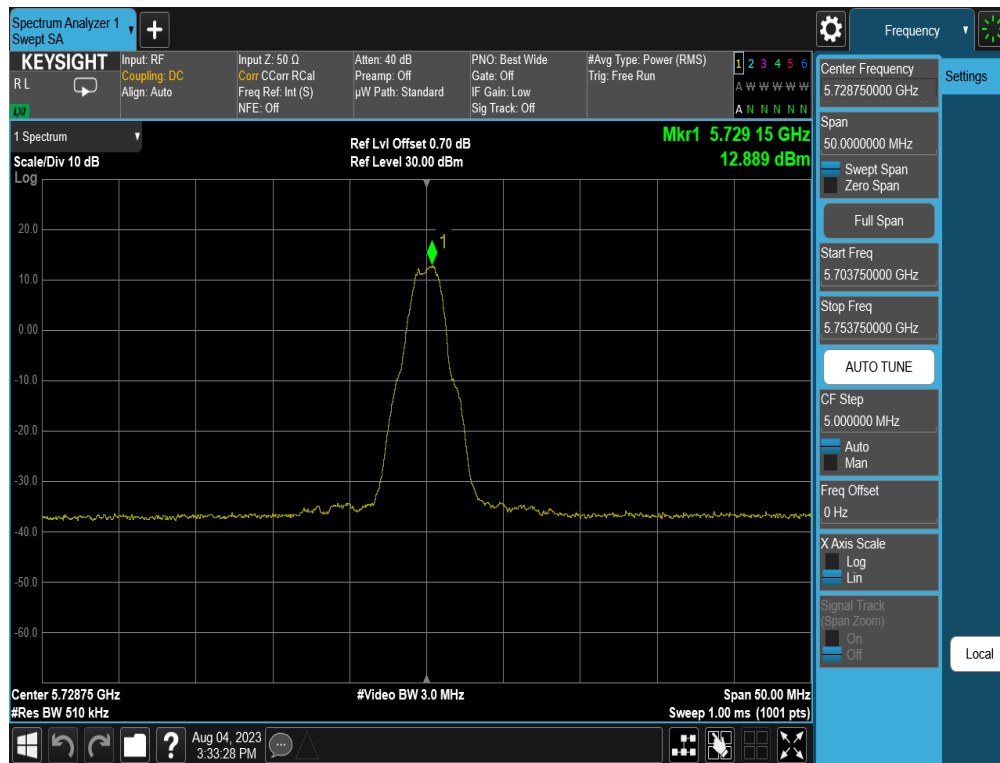 Spectrum Analyzer 1
Swept SA
+
Frequency
KEYSIGHT
R L
LXI
Input: RF
Coupling: DC
Align: Auto
Input Z: 50 Ω
Corr CCorr RCal
Freq Ref: Int (S)
NFE: Off
Atten: 40 dB
Preamp: Off
µW Path: Standard
PNO: Best Wide
Gate: Off
IF Gain: Low
Sig Track: Off
#Avg Type: Power (RMS)
Trig: Free Run
1 2 3 4 5 6
A W W W W W
A N N N N N
1 Spectrum
Scale/Div 10 dB
Log
Ref Lvl Offset 0.70 dB
Ref Level 30.00 dBm
Mkr1 5.729 15 GHz
12.889 dBm
1
20.0
10.0
0.00
-10.0
-20.0
-30.0
-40.0
-50.0
-60.0
Center 5.72875 GHz
#Res BW 510 kHz
#Video BW 3.0 MHz
Span 50.00 MHz
Sweep 1.00 ms (1001 pts)
Center Frequency
5.728750000 GHz
Span
50.0000000 MHz
Swept Span
Zero Span
Full Span
Start Freq
5.703750000 GHz
Stop Freq
5.753750000 GHz
AUTO TUNE
CF Step
5.000000 MHz
Auto
Man
Freq Offset
0 Hz
X Axis Scale
Log
Lin
Signal Track
(Span Zoom)
On
Off
Settings
Local
?
Aug 04, 2023
3:33:28 PM